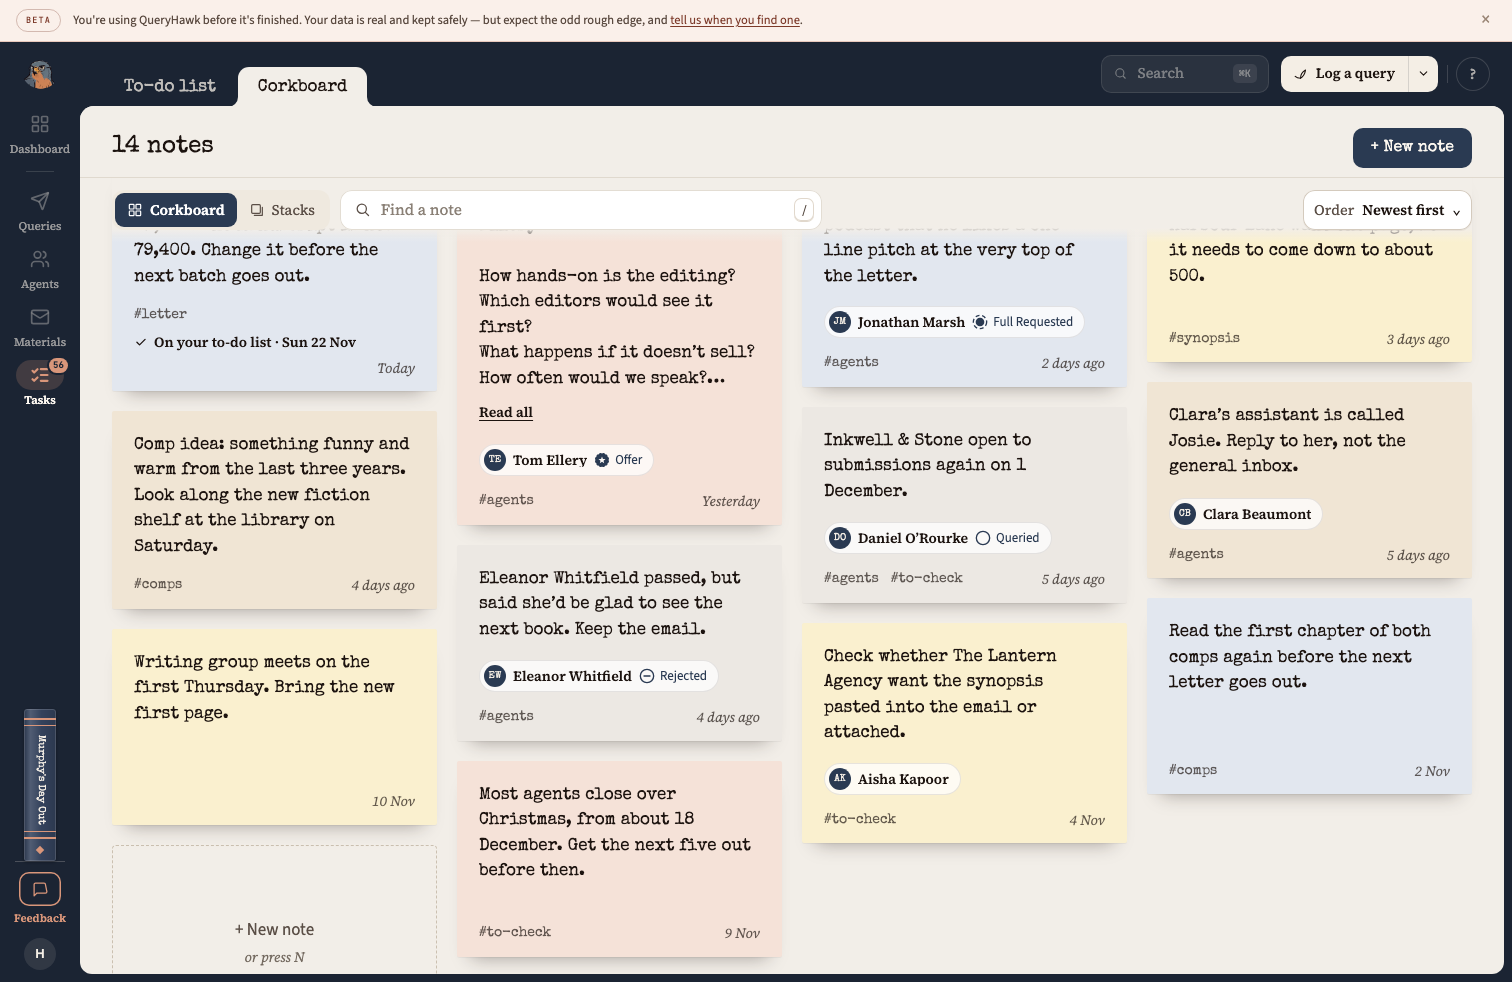 BETA
You're using QueryHawk before it's finished. Your data is real and kept safely — but expect the odd rough edge, and tell us when you find one.
×
To-do list
Corkboard
Search
⌘K
Log a query
?
Dashboard
Queries
Agents
Materials
56
Tasks
Murphy's Day Out
Feedback
H
14 notes
+ New note
Corkboard
Stacks
Find a note
/
Order Newest first
79,400. Change it before the
next batch goes out.
#letter
On your to-do list · Sun 22 Nov
Today
Comp idea: something funny and
warm from the last three years.
Look along the new fiction
shelf at the library on
Saturday.
#comps
4 days ago
Writing group meets on the
first Thursday. Bring the new
first page.
10 Nov
+ New note
or press N
How hands-on is the editing?
Which editors would see it
first?
What happens if it doesn't sell?
How often would we speak?...
Read all
TE Tom Ellery Offer
#agents
Yesterday
Eleanor Whitfield passed, but
said she'd be glad to see the
next book. Keep the email.
EW Eleanor Whitfield Rejected
#agents
4 days ago
Most agents close over
Christmas, from about 18
December. Get the next five out
before then.
#to-check
9 Nov
line pitch at the very top of
the letter.
JM Jonathan Marsh Full Requested
#agents
2 days ago
Inkwell & Stone open to
submissions again on 1
December.
DO Daniel O'Rourke Queried
#agents #to-check
5 days ago
Check whether The Lantern
Agency want the synopsis
pasted into the email or
attached.
AK Aisha Kapoor
#to-check
4 Nov
it needs to come down to about
500.
#synopsis
3 days ago
Clara's assistant is called
Josie. Reply to her, not the
general inbox.
CB Clara Beaumont
#agents
5 days ago
Read the first chapter of both
comps again before the next
letter goes out.
#comps
2 Nov